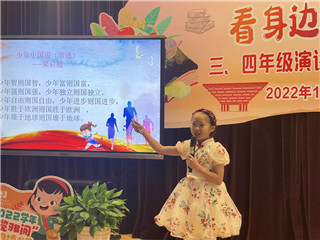 少年中国说（节选）
——梁启超
少年智则国智，少年富则国富，
少年强则国强，少年独立则国独立，
少年自由则国自由，少年进步则国进步，
少年胜于欧洲则国胜于欧洲，
少年雄于地球则国雄于地球。
看身边
三、四年级演讲
2022年1
2022学年